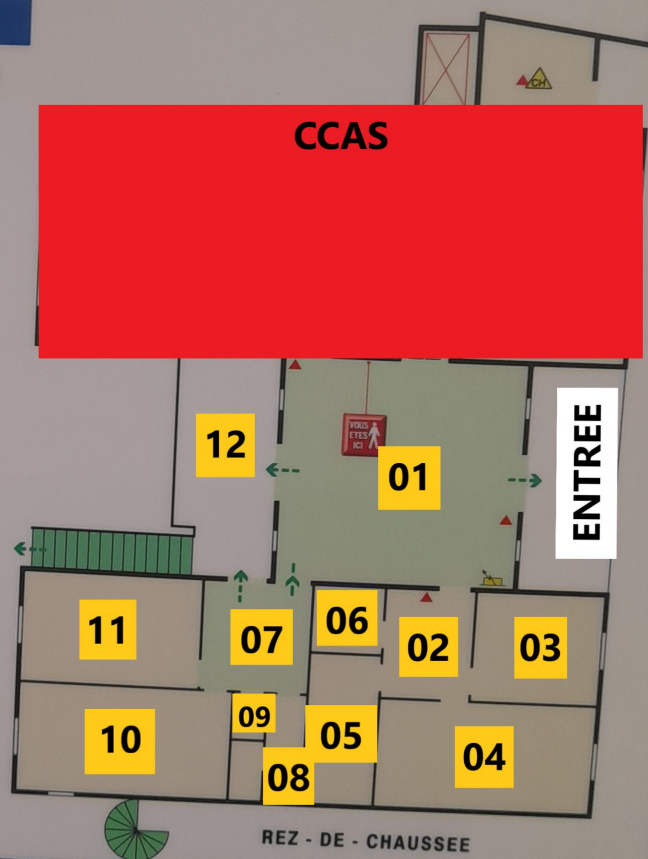 CH
CCAS
VOUS
ETES
ICI
12
01
ENTREE
11
07
06
02
03
10
09
05
08
04
REZ - DE - CHAUSSEE